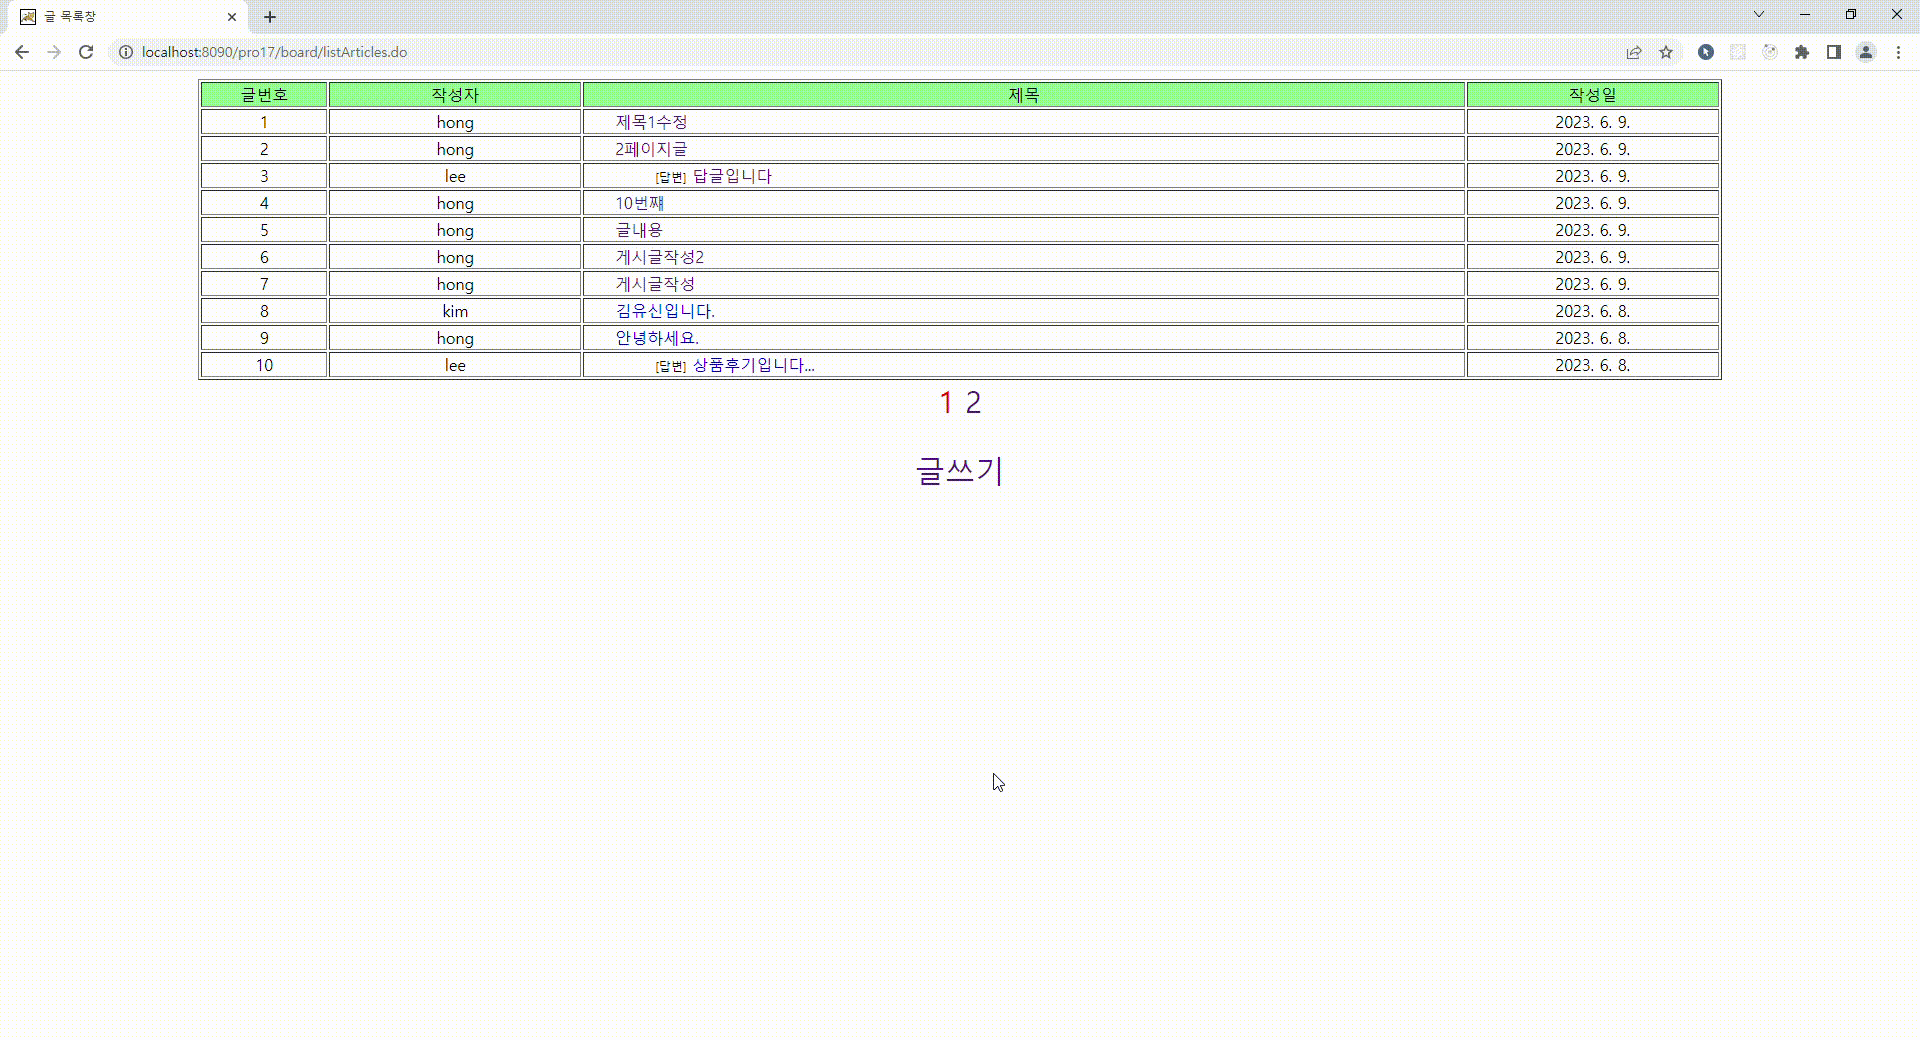 글 목록창
localhost:8090/pro17/board/listArticles.do
글번호 작성자 제목 작성일
1 hong 제목1수정 2023. 6. 9.
2 hong 2페이지글 2023. 6. 9.
3 lee [답변] 답글입니다 2023. 6. 9.
4 hong 10번쨰 2023. 6. 9.
5 hong 글내용 2023. 6. 9.
6 hong 게시글작성2 2023. 6. 9.
7 hong 게시글작성 2023. 6. 9.
8 kim 김유신입니다. 2023. 6. 8.
9 hong 안녕하세요. 2023. 6. 8.
10 lee [답변] 상품후기입니다... 2023. 6. 8.
1 2
글쓰기